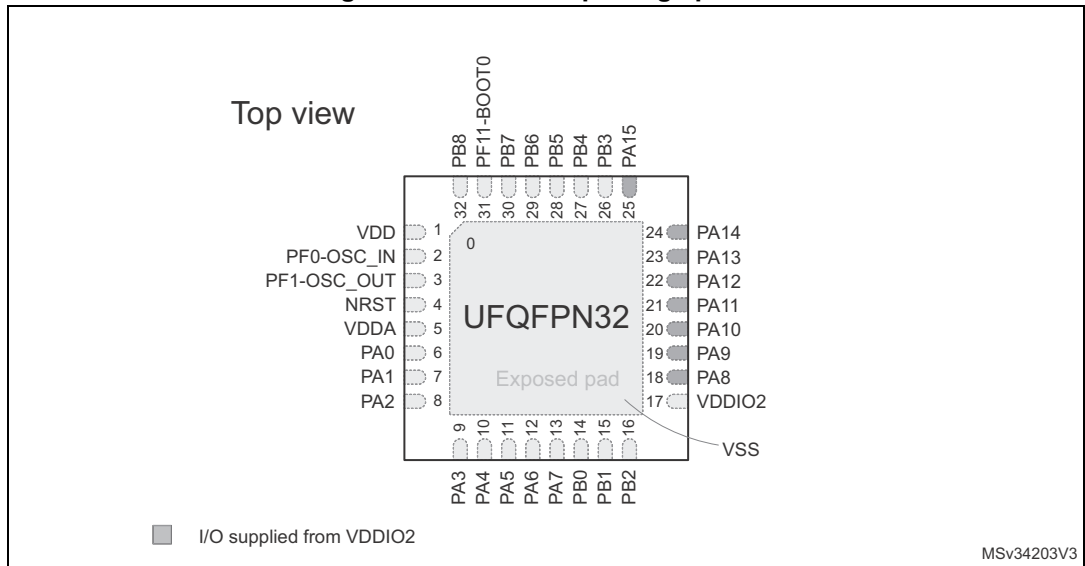 Top view
PB8
PF11-BOOT0
PB7
PB6
PB5
PB4
PB3
PA15
32
31
30
29
28
27
26
25
VDD 1
PF0-OSC_IN 2
PF1-OSC_OUT 3
NRST 4
VDDA 5
PA0 6
PA1 7
PA2 8
0
UFQFPN32
Exposed pad
24 PA14
23 PA13
22 PA12
21 PA11
20 PA10
19 PA9
18 PA8
17 VDDIO2
VSS
9
10
11
12
13
14
15
16
PA3
PA4
PA5
PA6
PA7
PB0
PB1
PB2
I/O supplied from VDDIO2
MSv34203V3